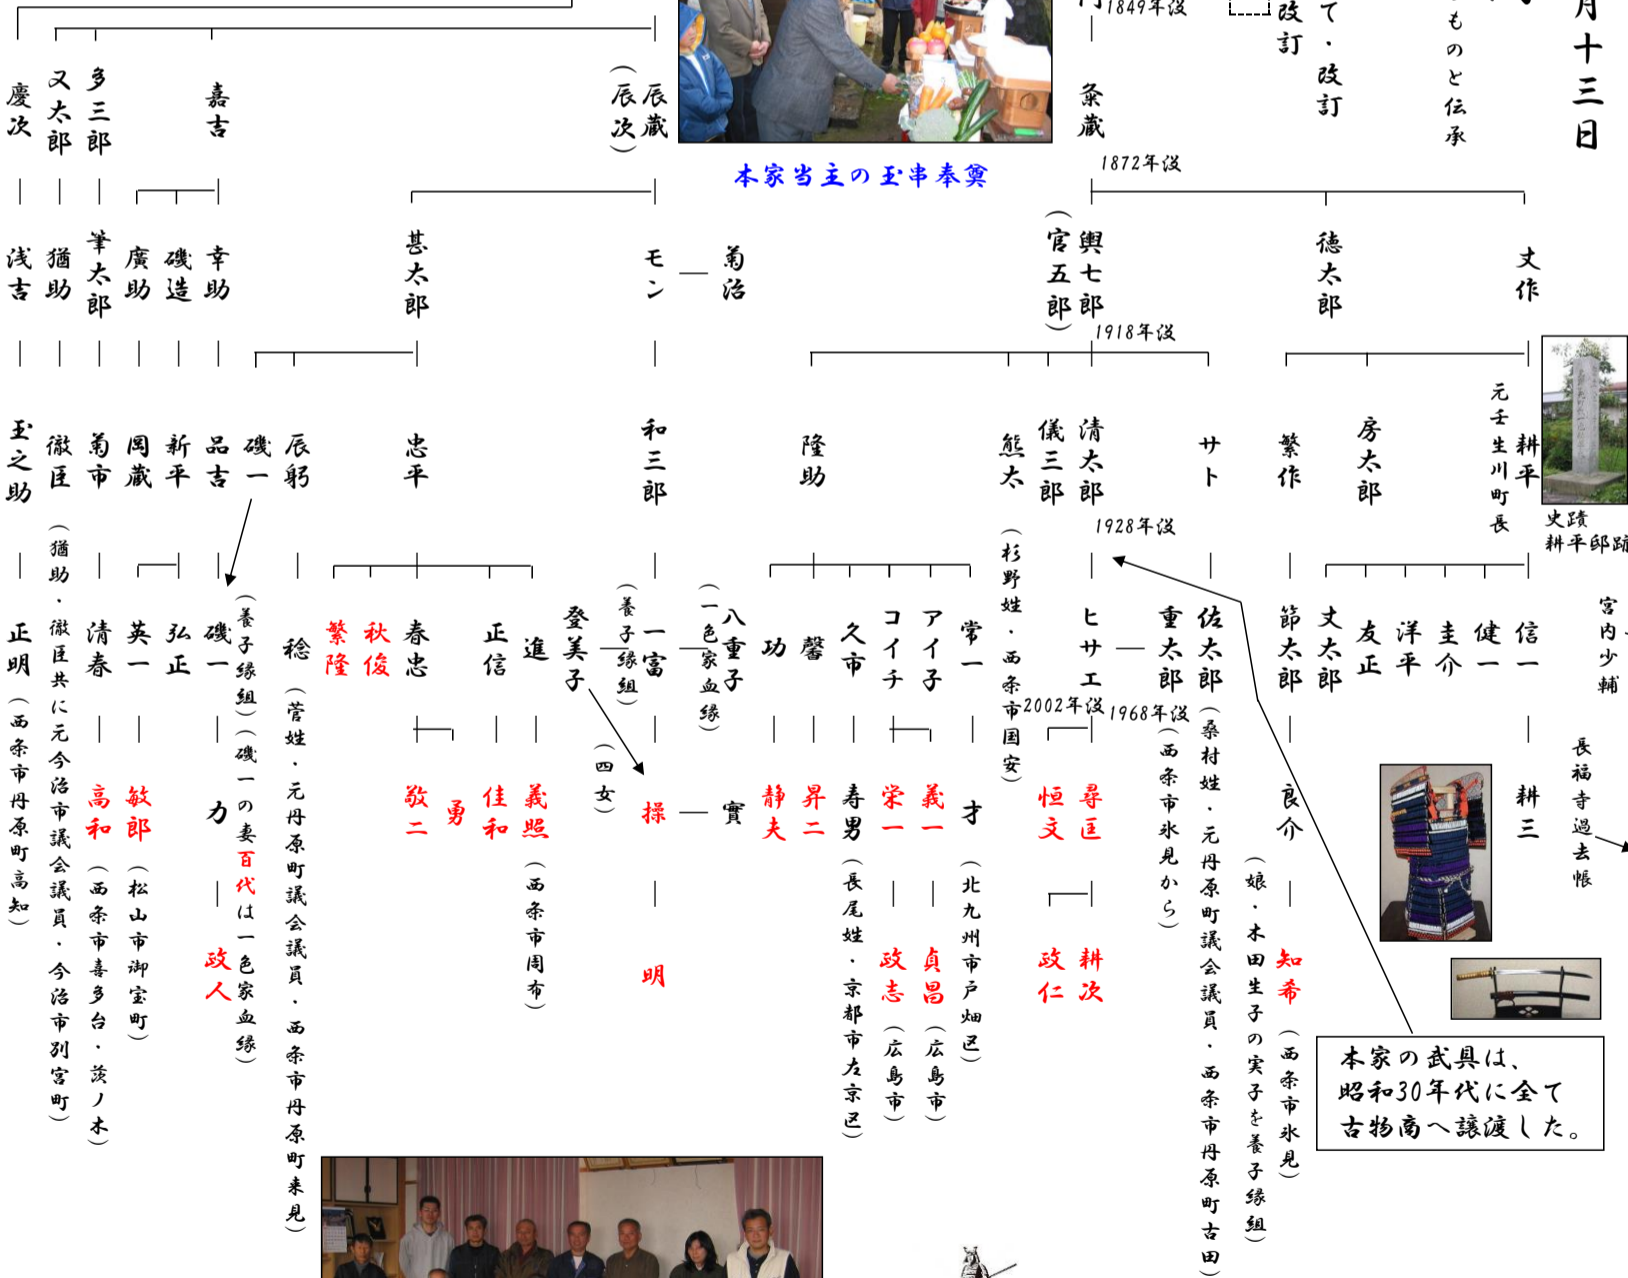 月十三日
ものと伝承
て・改訂
改訂
1849年没
粂蔵
辰蔵
(辰次)
嘉吉
多三郎
又太郎
慶次
本家当主の玉串奉奠
1872年没
丈作
徳太郎
輿七郎
(官五郎)
菊治
モン
甚太郎
幸助
磯造
廣助
筆太郎
猶助
浅吉
1918年没
耕平
元壬生川町長
房太郎
繁作
サト
清太郎
儀三郎
熊太
(杉野姓・西条市国安)
隆助
和三郎
忠平
辰躬
磯一
品吉
新平
岡蔵
菊市
徹臣
(猶助・徹臣共に元今治市議会議員・今治市別宮町)
玉之助
史蹟
耕平邸跡
1928年没
宮内少輔
信一
健一
圭介
洋平
友正
丈太郎
節太郎
佐太郎
(桑村姓・元丹原町議会議員・西条市丹原町古田)
重太郎
(西条市氷見から)
ヒサエ
常一
アイ子
コイチ
久市
馨
功
八重子
(一色家血縁)
一富
(養子縁組)
登美子
進
正信
春忠
秋俊
繁隆
稔
(菅姓・元丹原町議会議員・西条市丹原町来見)
(養子縁組)(磯一の妻百代は一色家血縁)
磯一
弘正
英一
清春
正明
(西条市丹原町高知)
2002年没
1968年没
(四女)
長福寺過去帳
耕三
良介
(娘・木田生子の実子を養子縁組)
尋匡
恒文
才
(北九州市戸畑区)
義一
栄一
寿男
(長尾姓・京都市左京区)
昇二
静夫
實
操
義照
(西条市周布)
佳和
勇
敬二
力
敏郎
(松山市御宝町)
高和
(西条市喜多台・茨ノ木)
知希
(西条市氷見)
耕次
政仁
貞昌
(広島市)
政志
(広島市)
明
政人
本家の武具は、
昭和30年代に全て
古物商へ譲渡した。